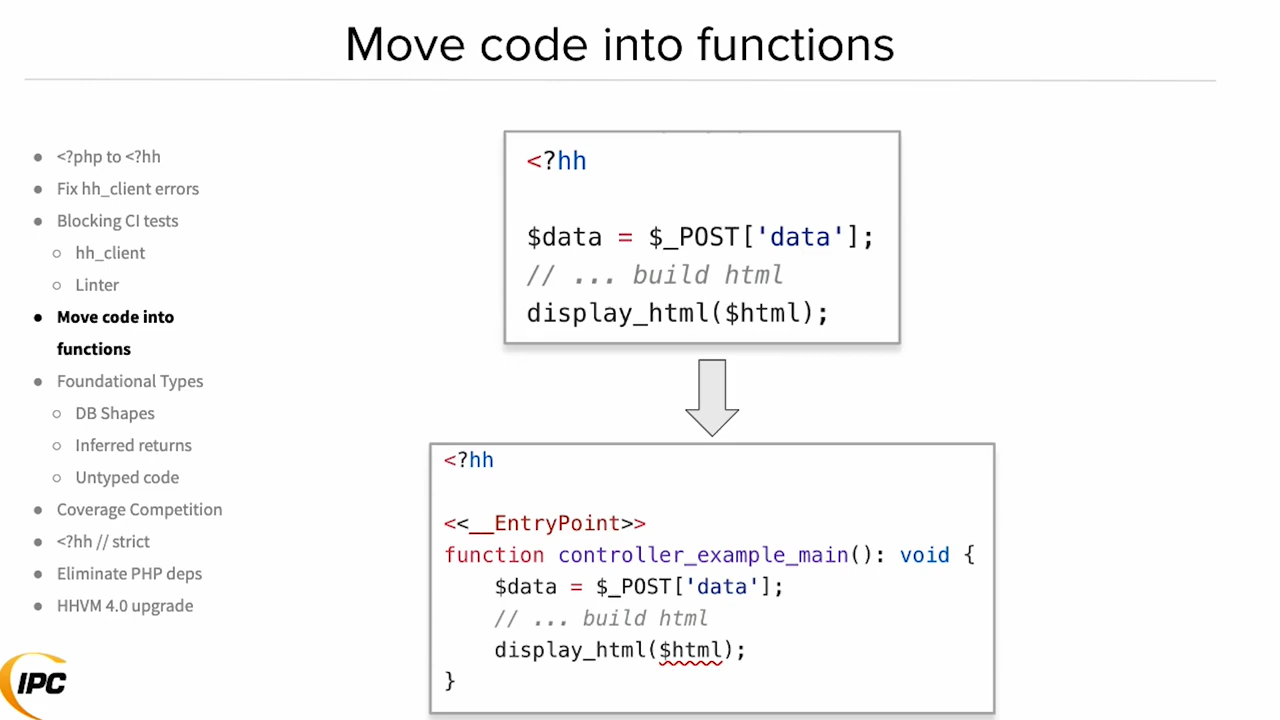 Move code into functions
● <?php to <?hh
● Fix hh_client errors
● Blocking CI tests
○ hh_client
○ Linter
● Move code into
functions
● Foundational Types
○ DB Shapes
○ Inferred returns
○ Untyped code
● Coverage Competition
● <?hh // strict
● Eliminate PHP deps
● HHVM 4.0 upgrade
<?hh
$data = $_POST['data'];
// ... build html
display_html($html);
<?hh
<<__EntryPoint>>
function controller_example_main(): void {
    $data = $_POST['data'];
    // ... build html
    display_html($html);
}
IPC